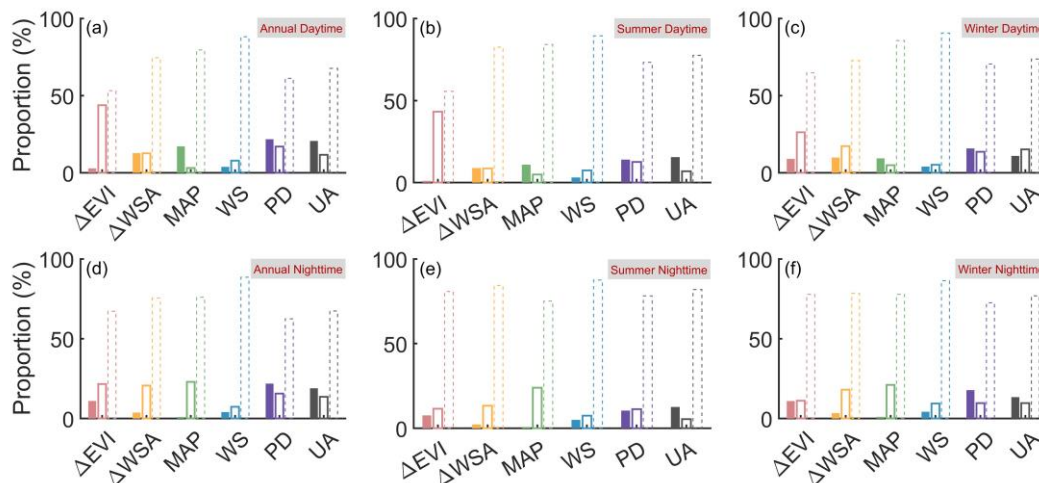 (a) Annual Daytime
Proportion (%)
100
50
0
ΔEVI ΔWSA MAP WS PD UA
(b) Summer Daytime
100
50
0
ΔEVI ΔWSA MAP WS PD UA
(c) Winter Daytime
100
50
0
ΔEVI ΔWSA MAP WS PD UA
(d) Annual Nighttime
Proportion (%)
100
50
0
ΔEVI ΔWSA MAP WS PD UA
(e) Summer Nighttime
100
50
0
ΔEVI ΔWSA MAP WS PD UA
(f) Winter Nighttime
100
50
0
ΔEVI ΔWSA MAP WS PD UA